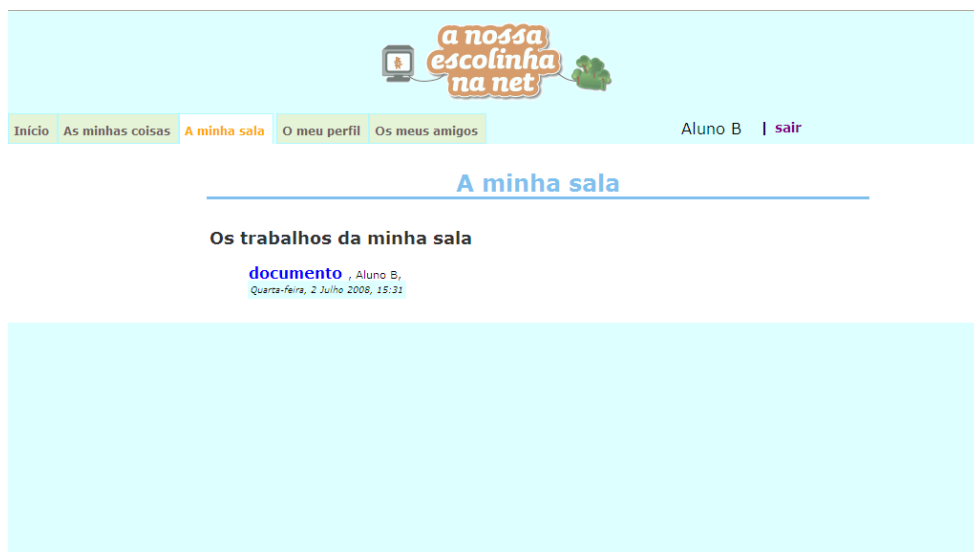 a nossa
escolinha
na net
Início As minhas coisas A minha sala O meu perfil Os meus amigos Aluno B | sair
A minha sala
Os trabalhos da minha sala
documento , Aluno B,
Quarta-feira, 2 Julho 2008, 15:31